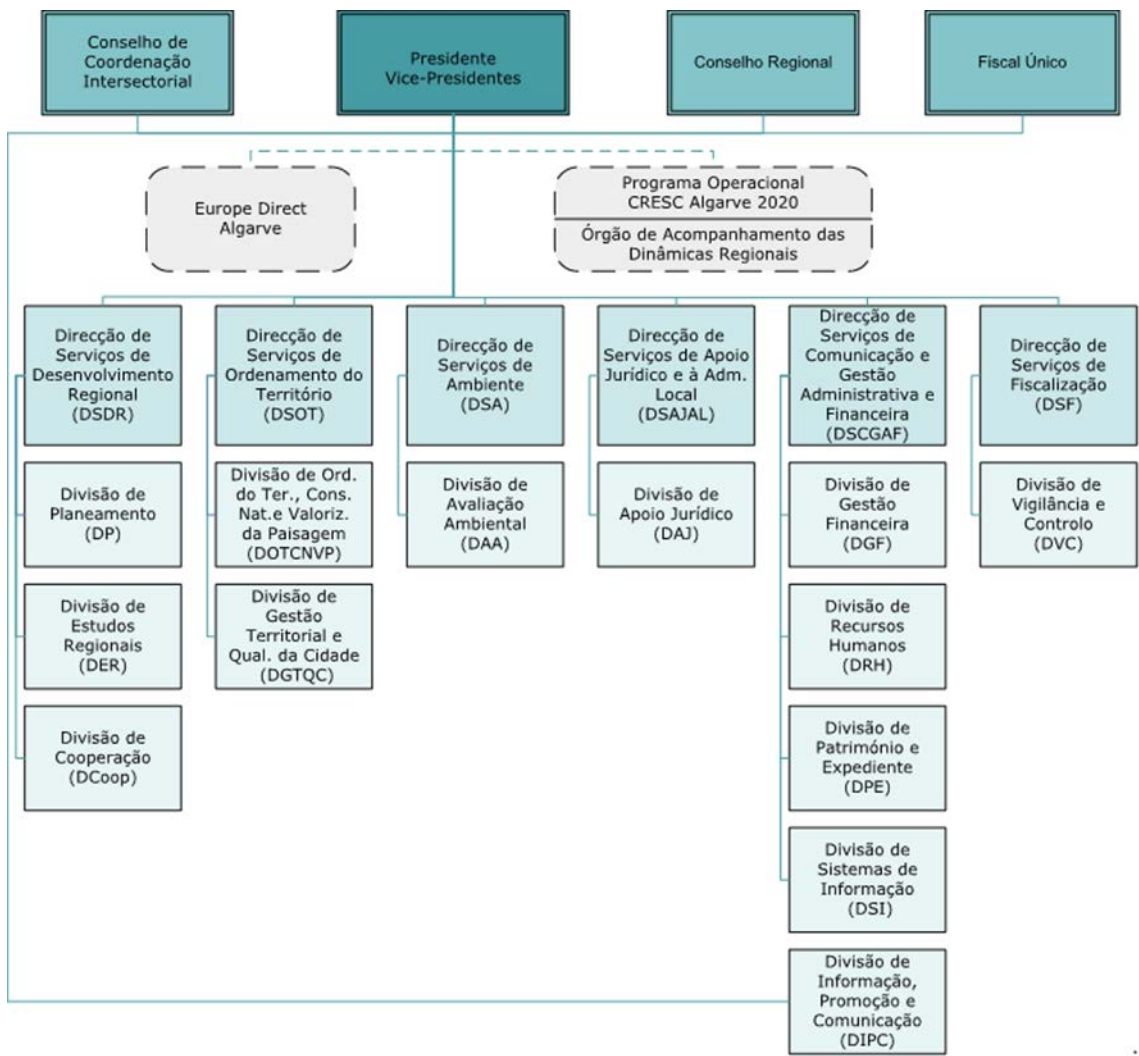 Conselho de
Coordenação
Intersectorial
Presidente
Vice-Presidentes
Conselho Regional
Fiscal Único
Europe Direct
Algarve
Programa Operacional
CRESC Algarve 2020
Órgão de Acompanhamento das
Dinâmicas Regionais
Direcção de
Serviços de
Desenvolvimento
Regional
(DSDR)
Direcção de
Serviços de
Ordenamento do
Território
(DSOT)
Direcção de
Serviços de
Ambiente
(DSA)
Direcção de
Serviços de Apoio
Jurídico e à Adm.
Local
(DSAJAL)
Direcção de
Serviços de
Comunicação e
Gestão
Administrativa e
Financeira
(DSCGAF)
Direcção de
Serviços de
Fiscalização
(DSF)
Divisão de
Planeamento
(DP)
Divisão de Ord.
do Ter., Cons.
Nat.e Valoriz.
da Paisagem
(DOTCNVP)
Divisão de
Avaliação
Ambiental
(DAA)
Divisão de
Apoio Jurídico
(DAJ)
Divisão de
Gestão
Financeira
(DGF)
Divisão de
Vigilância e
Controlo
(DVC)
Divisão de
Estudos
Regionais
(DER)
Divisão de
Gestão
Territorial e
Qual. da Cidade
(DGTQC)
Divisão de
Recursos
Humanos
(DRH)
Divisão de
Cooperação
(DCoop)
Divisão de
Património e
Expediente
(DPE)
Divisão de
Sistemas de
Informação
(DSI)
Divisão de
Informação,
Promoção e
Comunicação
(DIPC)
.